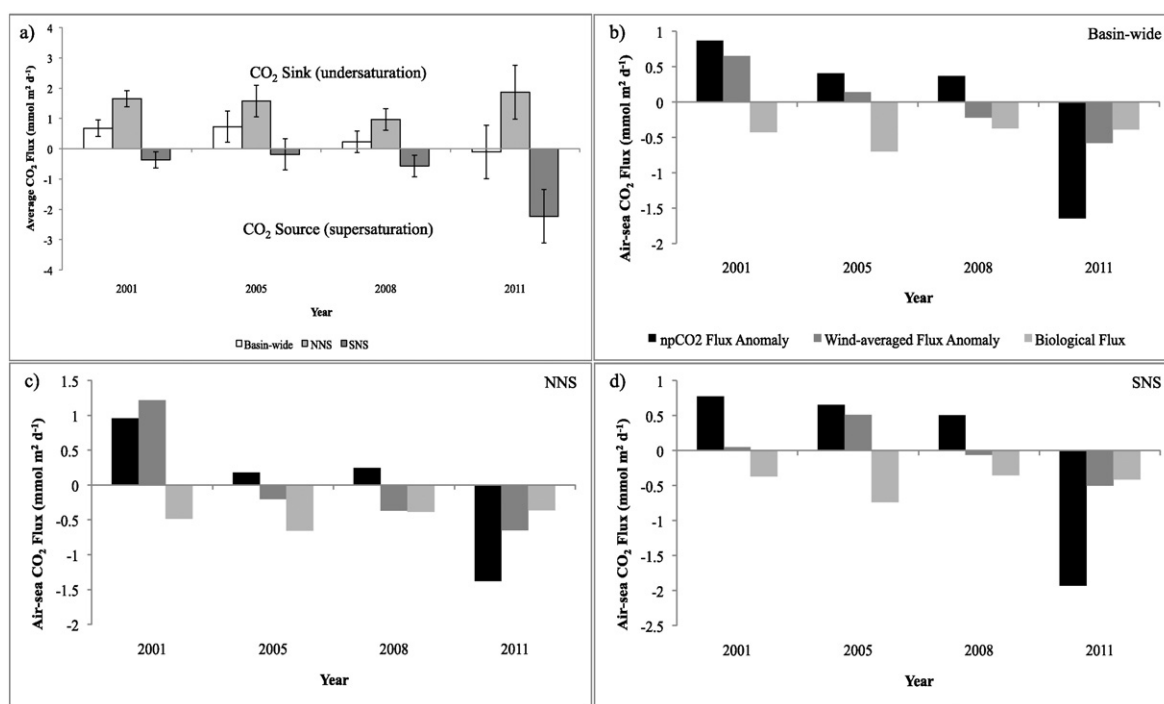 a)
4
3
2
1
0
-1
-2
-3
-4
Average CO₂ Flux (mmol m² d⁻¹)
CO₂ Sink (undersaturation)
CO₂ Source (supersaturation)
2001 2005 2008 2011
Year
Basin-wide NNS SNS
b)
Basin-wide
1
0.5
0
-0.5
-1
-1.5
-2
Air-sea CO₂ Flux (mmol m² d⁻¹)
2001 2005 2008 2011
Year
npCO2 Flux Anomaly Wind-averaged Flux Anomaly Biological Flux
c)
NNS
1.5
1
0.5
0
-0.5
-1
-1.5
-2
Air-sea CO₂ Flux (mmol m² d⁻¹)
2001 2005 2008 2011
Year
d)
SNS
1
0.5
0
-0.5
-1
-1.5
-2
-2.5
Air-sea CO₂ Flux (mmol m² d⁻¹)
2001 2005 2008 2011
Year